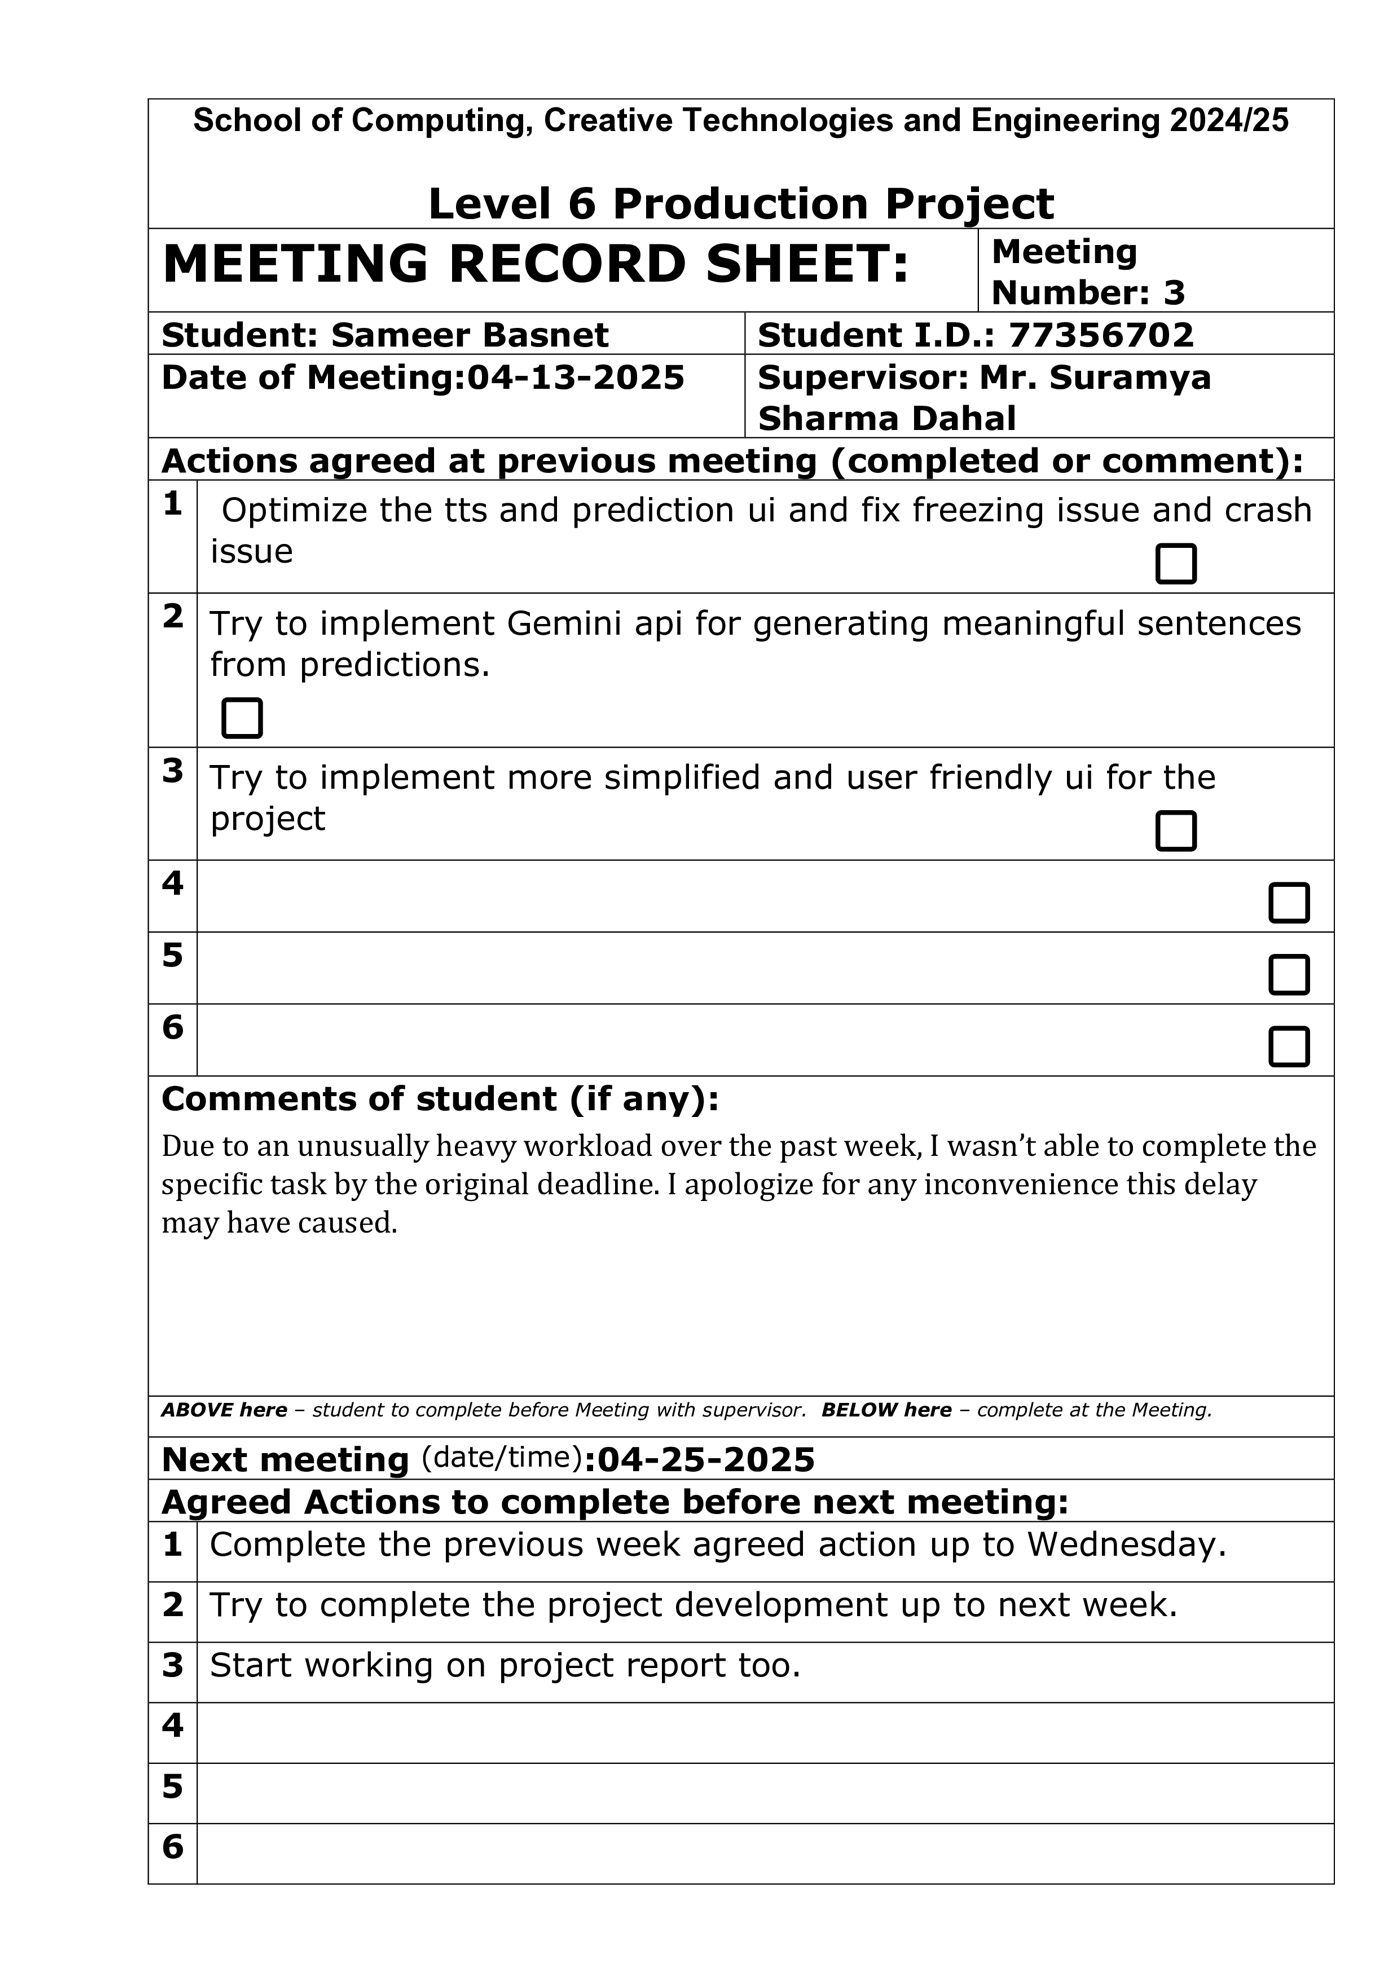 School of Computing, Creative Technologies and Engineering 2024/25
Level 6 Production Project
MEETING RECORD SHEET:
Meeting
Number: 3
Student: Sameer Basnet
Student I.D.: 77356702
Date of Meeting:04-13-2025
Supervisor: Mr. Suramya
Sharma Dahal
Actions agreed at previous meeting (completed or comment):
1
Optimize the tts and prediction ui and fix freezing issue and crash
issue
2
Try to implement Gemini api for generating meaningful sentences
from predictions.
3
Try to implement more simplified and user friendly ui for the
project
4
5
6
Comments of student (if any):
Due to an unusually heavy workload over the past week, I wasn’t able to complete the
specific task by the original deadline. I apologize for any inconvenience this delay
may have caused.
ABOVE here – student to complete before Meeting with supervisor. BELOW here – complete at the Meeting.
Next meeting (date/time):04-25-2025
Agreed Actions to complete before next meeting:
1 Complete the previous week agreed action up to Wednesday.
2 Try to complete the project development up to next week.
3 Start working on project report too.
4
5
6